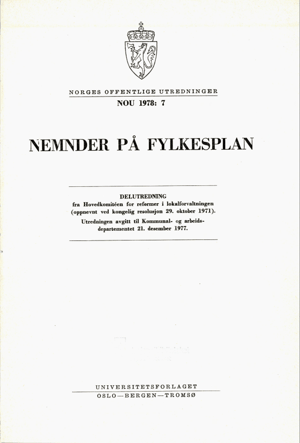 NORGES OFFENTLIGE UTREDNINGER
NOU 1978: 7
NEMNDER PÅ FYLKESPLAN
DELUTREDNING
fra Hovedkomitéen for reformer i lokalforvaltningen
(oppnevnt ved kongelig resolusjon 29. oktober 1971).
Utredningen avgitt til Kommunal- og arbeids-
departementet 21. desember 1977.
UNIVERSITETSFORLAGET
OSLO—BERGEN—TROMSØ